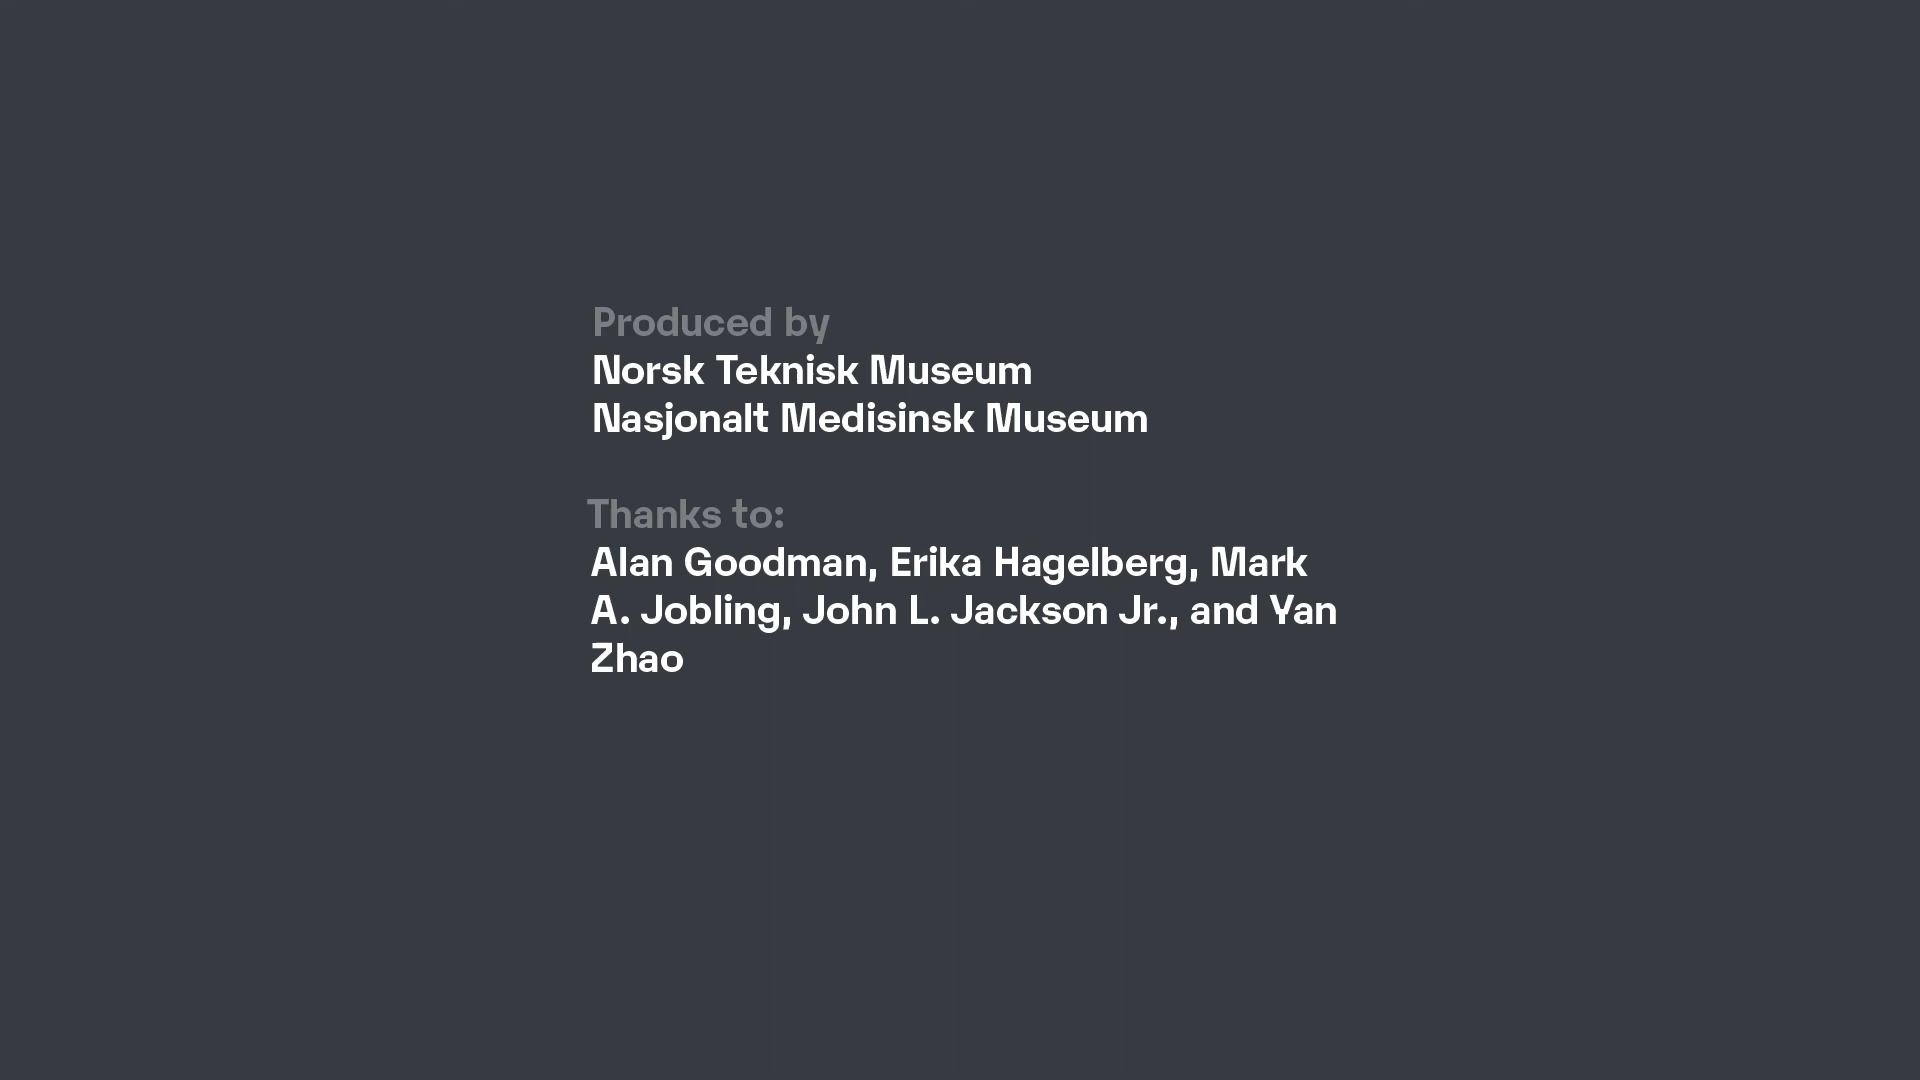 Produced by
Norsk Teknisk Museum
Nasjonalt Medisinsk Museum
Thanks to:
Alan Goodman, Erika Hagelberg, Mark
A. Jobling, John L. Jackson Jr., and Yan
Zhao